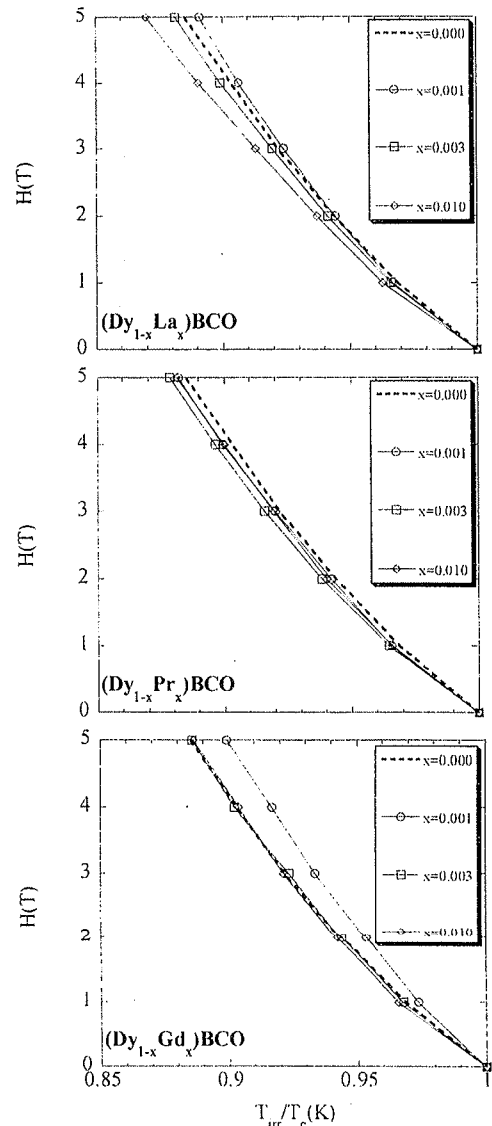 5
4
3
2
1
0
H(T)
x=0.000
x=0.001
x=0.003
x=0.010
(Dy1-xLax)BCO
5
4
3
2
1
0
H(T)
x=0.000
x=0.001
x=0.003
x=0.010
(Dy1-xPrx)BCO
5
4
3
2
1
0
H(T)
x=0.000
x=0.001
x=0.003
x=0.010
(Dy1-xGdx)BCO
0.85
0.9
0.95
1
Tirr/Tc(K)